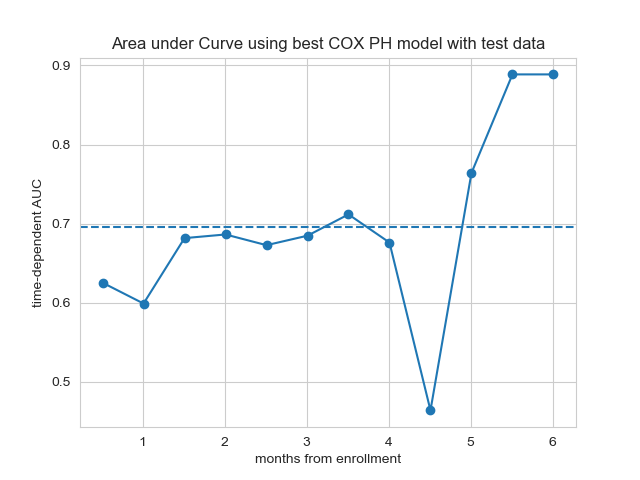 Area under Curve using best COX PH model with test data
0.9
0.8
0.7
0.6
0.5
time-dependent AUC
1 2 3 4 5 6
months from enrollment